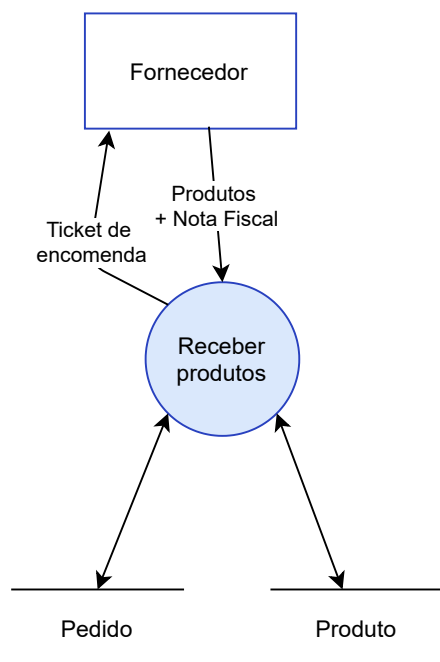 Fornecedor
Produtos
+ Nota Fiscal
Ticket de
encomenda
Receber
produtos
Pedido
Produto